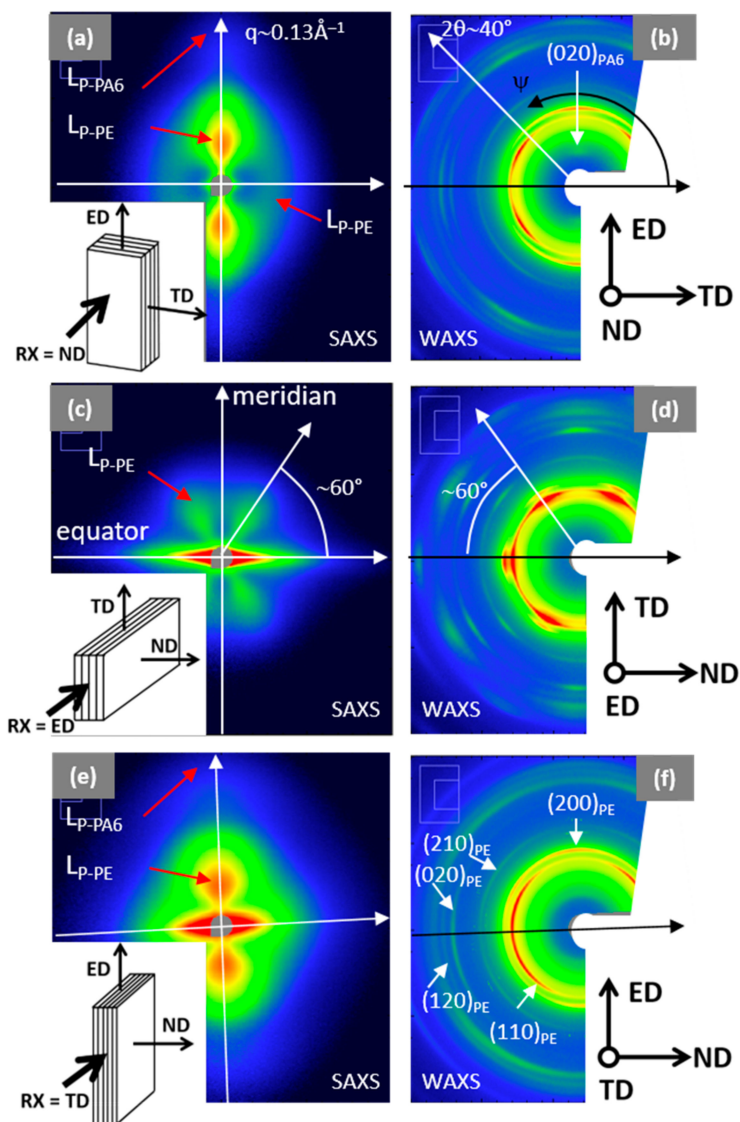 (a)
q~0.13Å⁻¹
L_P-PA6
L_P-PE
L_P-PE
ED
TD
RX = ND
SAXS
(b)
2θ~40°
(020)_PA6
Ψ
ED
TD
ND
WAXS
(c)
meridian
L_P-PE
~60°
equator
TD
ND
RX = ED
SAXS
(d)
~60°
TD
ND
ED
WAXS
(e)
L_P-PA6
L_P-PE
ED
ND
RX = TD
SAXS
(f)
(200)_PE
(210)_PE
(020)_PE
(120)_PE
(110)_PE
ED
ND
TD
WAXS